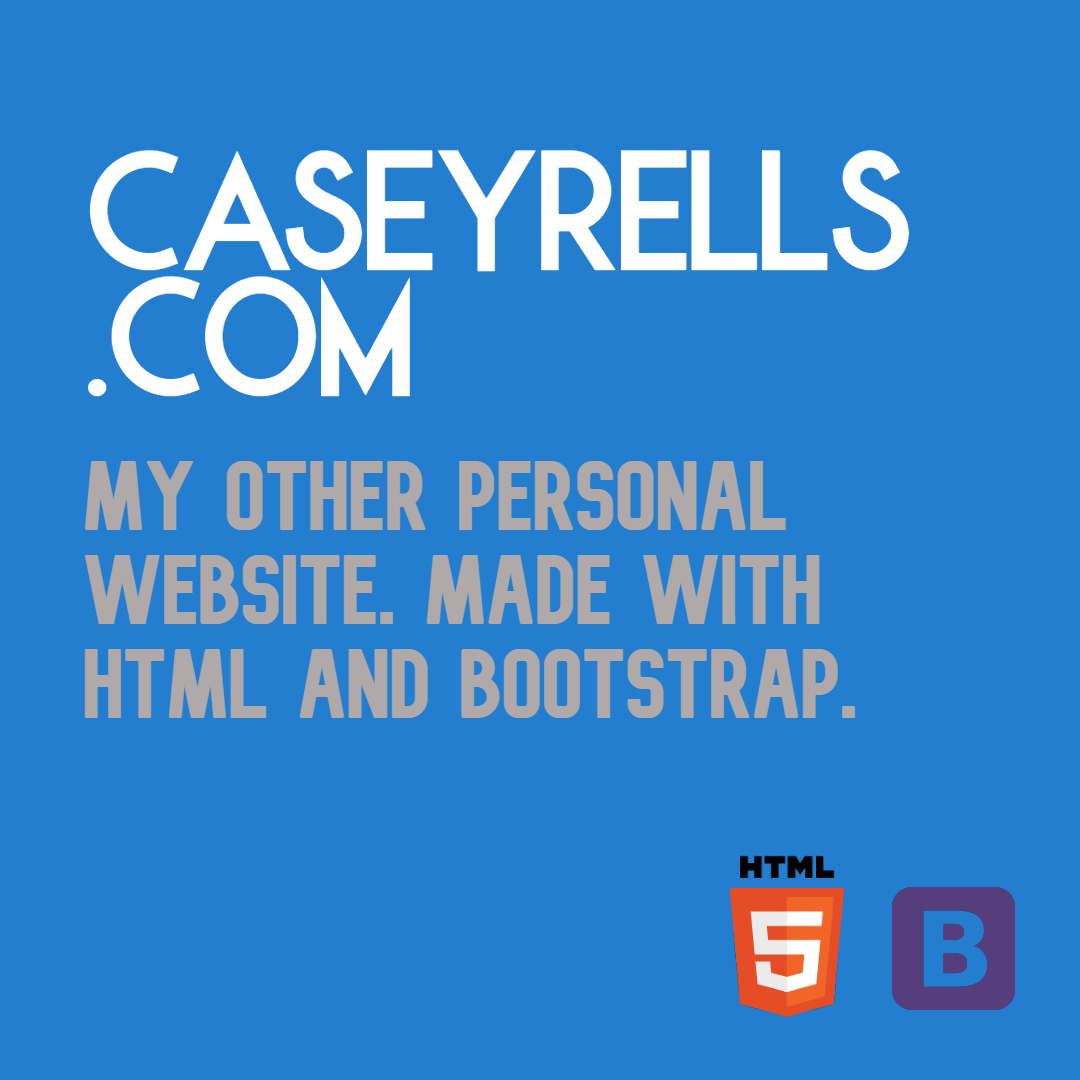 CASEYRELLS
.COM
MY OTHER PERSONAL
WEBSITE. MADE WITH
HTML AND BOOTSTRAP.
HTML
5
B